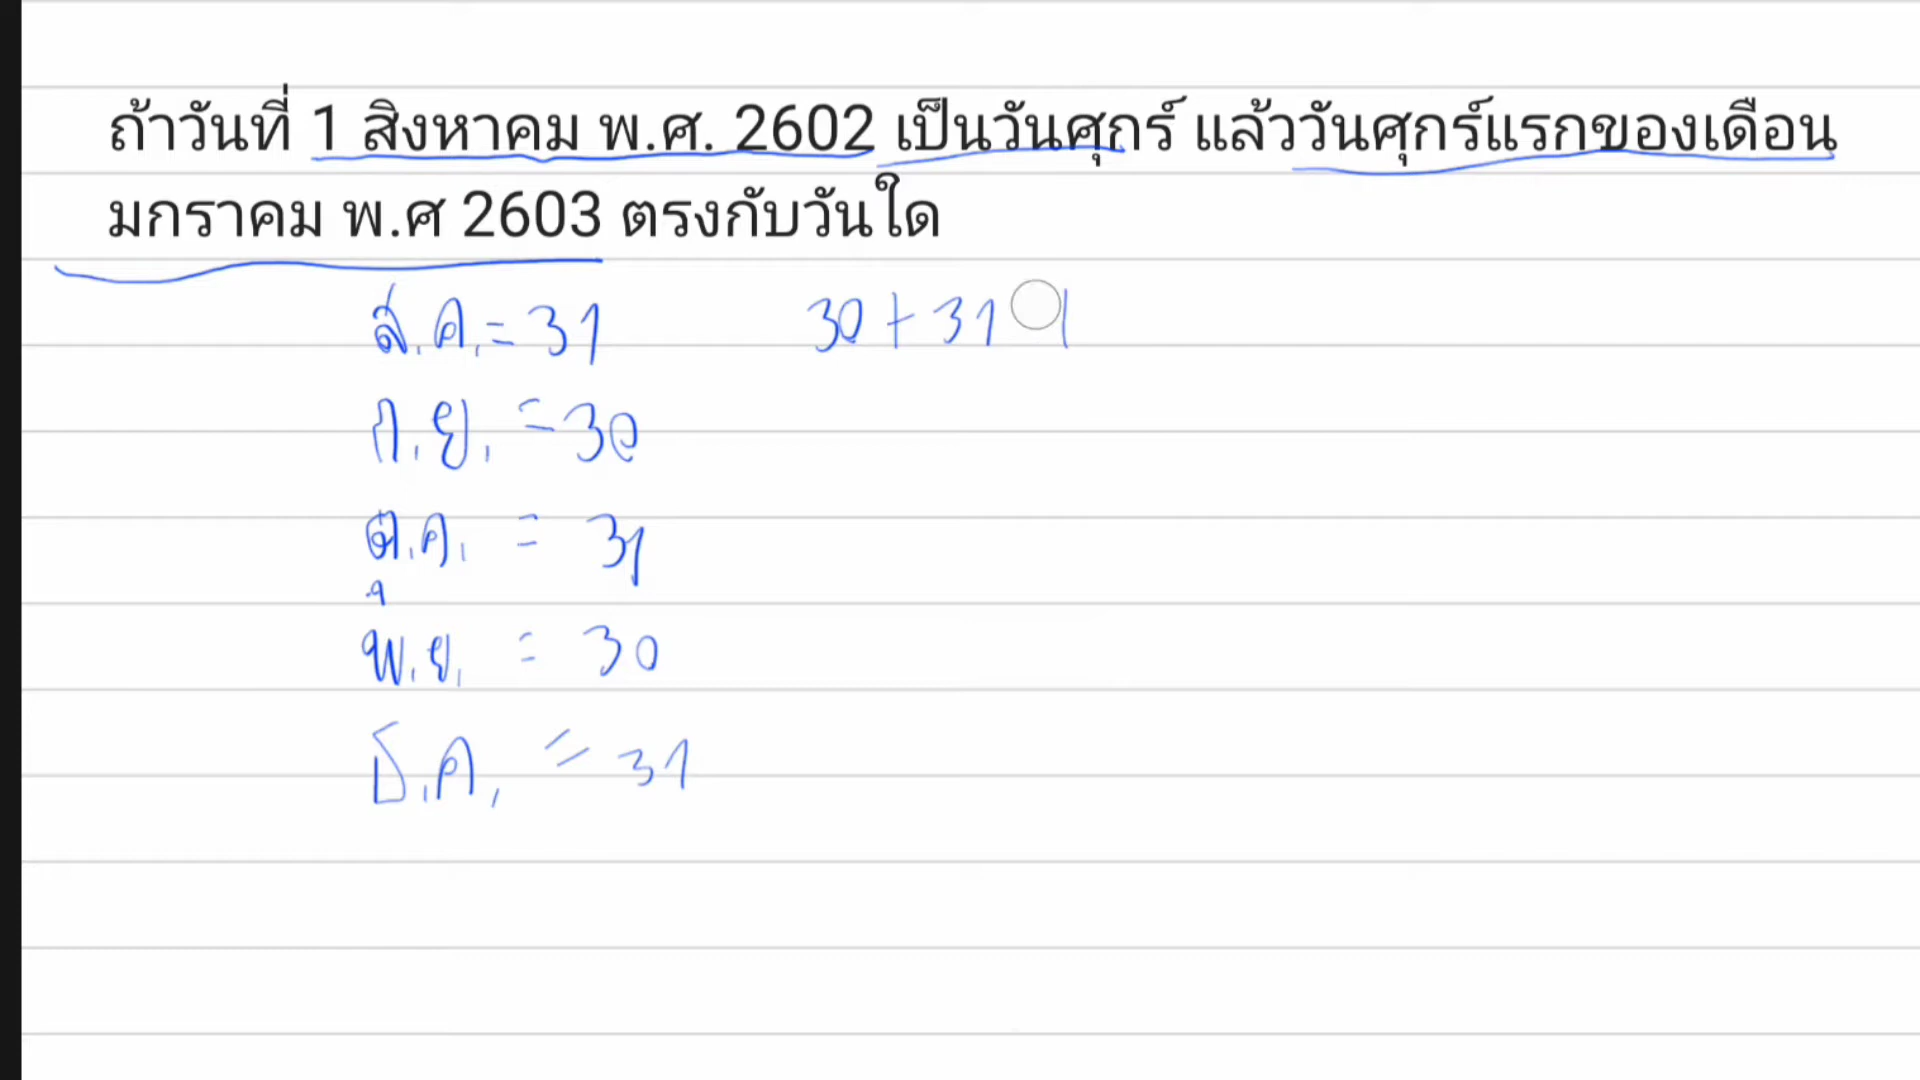 ถ้าวันที่ 1 สิงหาคม พ.ศ. 2602 เป็นวันศุกร์ แล้ววันศุกร์แรกของเดือน
มกราคม พ.ศ 2603 ตรงกับวันใด
ส.ค. = 31 30 + 31
ก.ย. = 30
ต.ค. = 31
พ.ย. = 30
ธ.ค. = 31